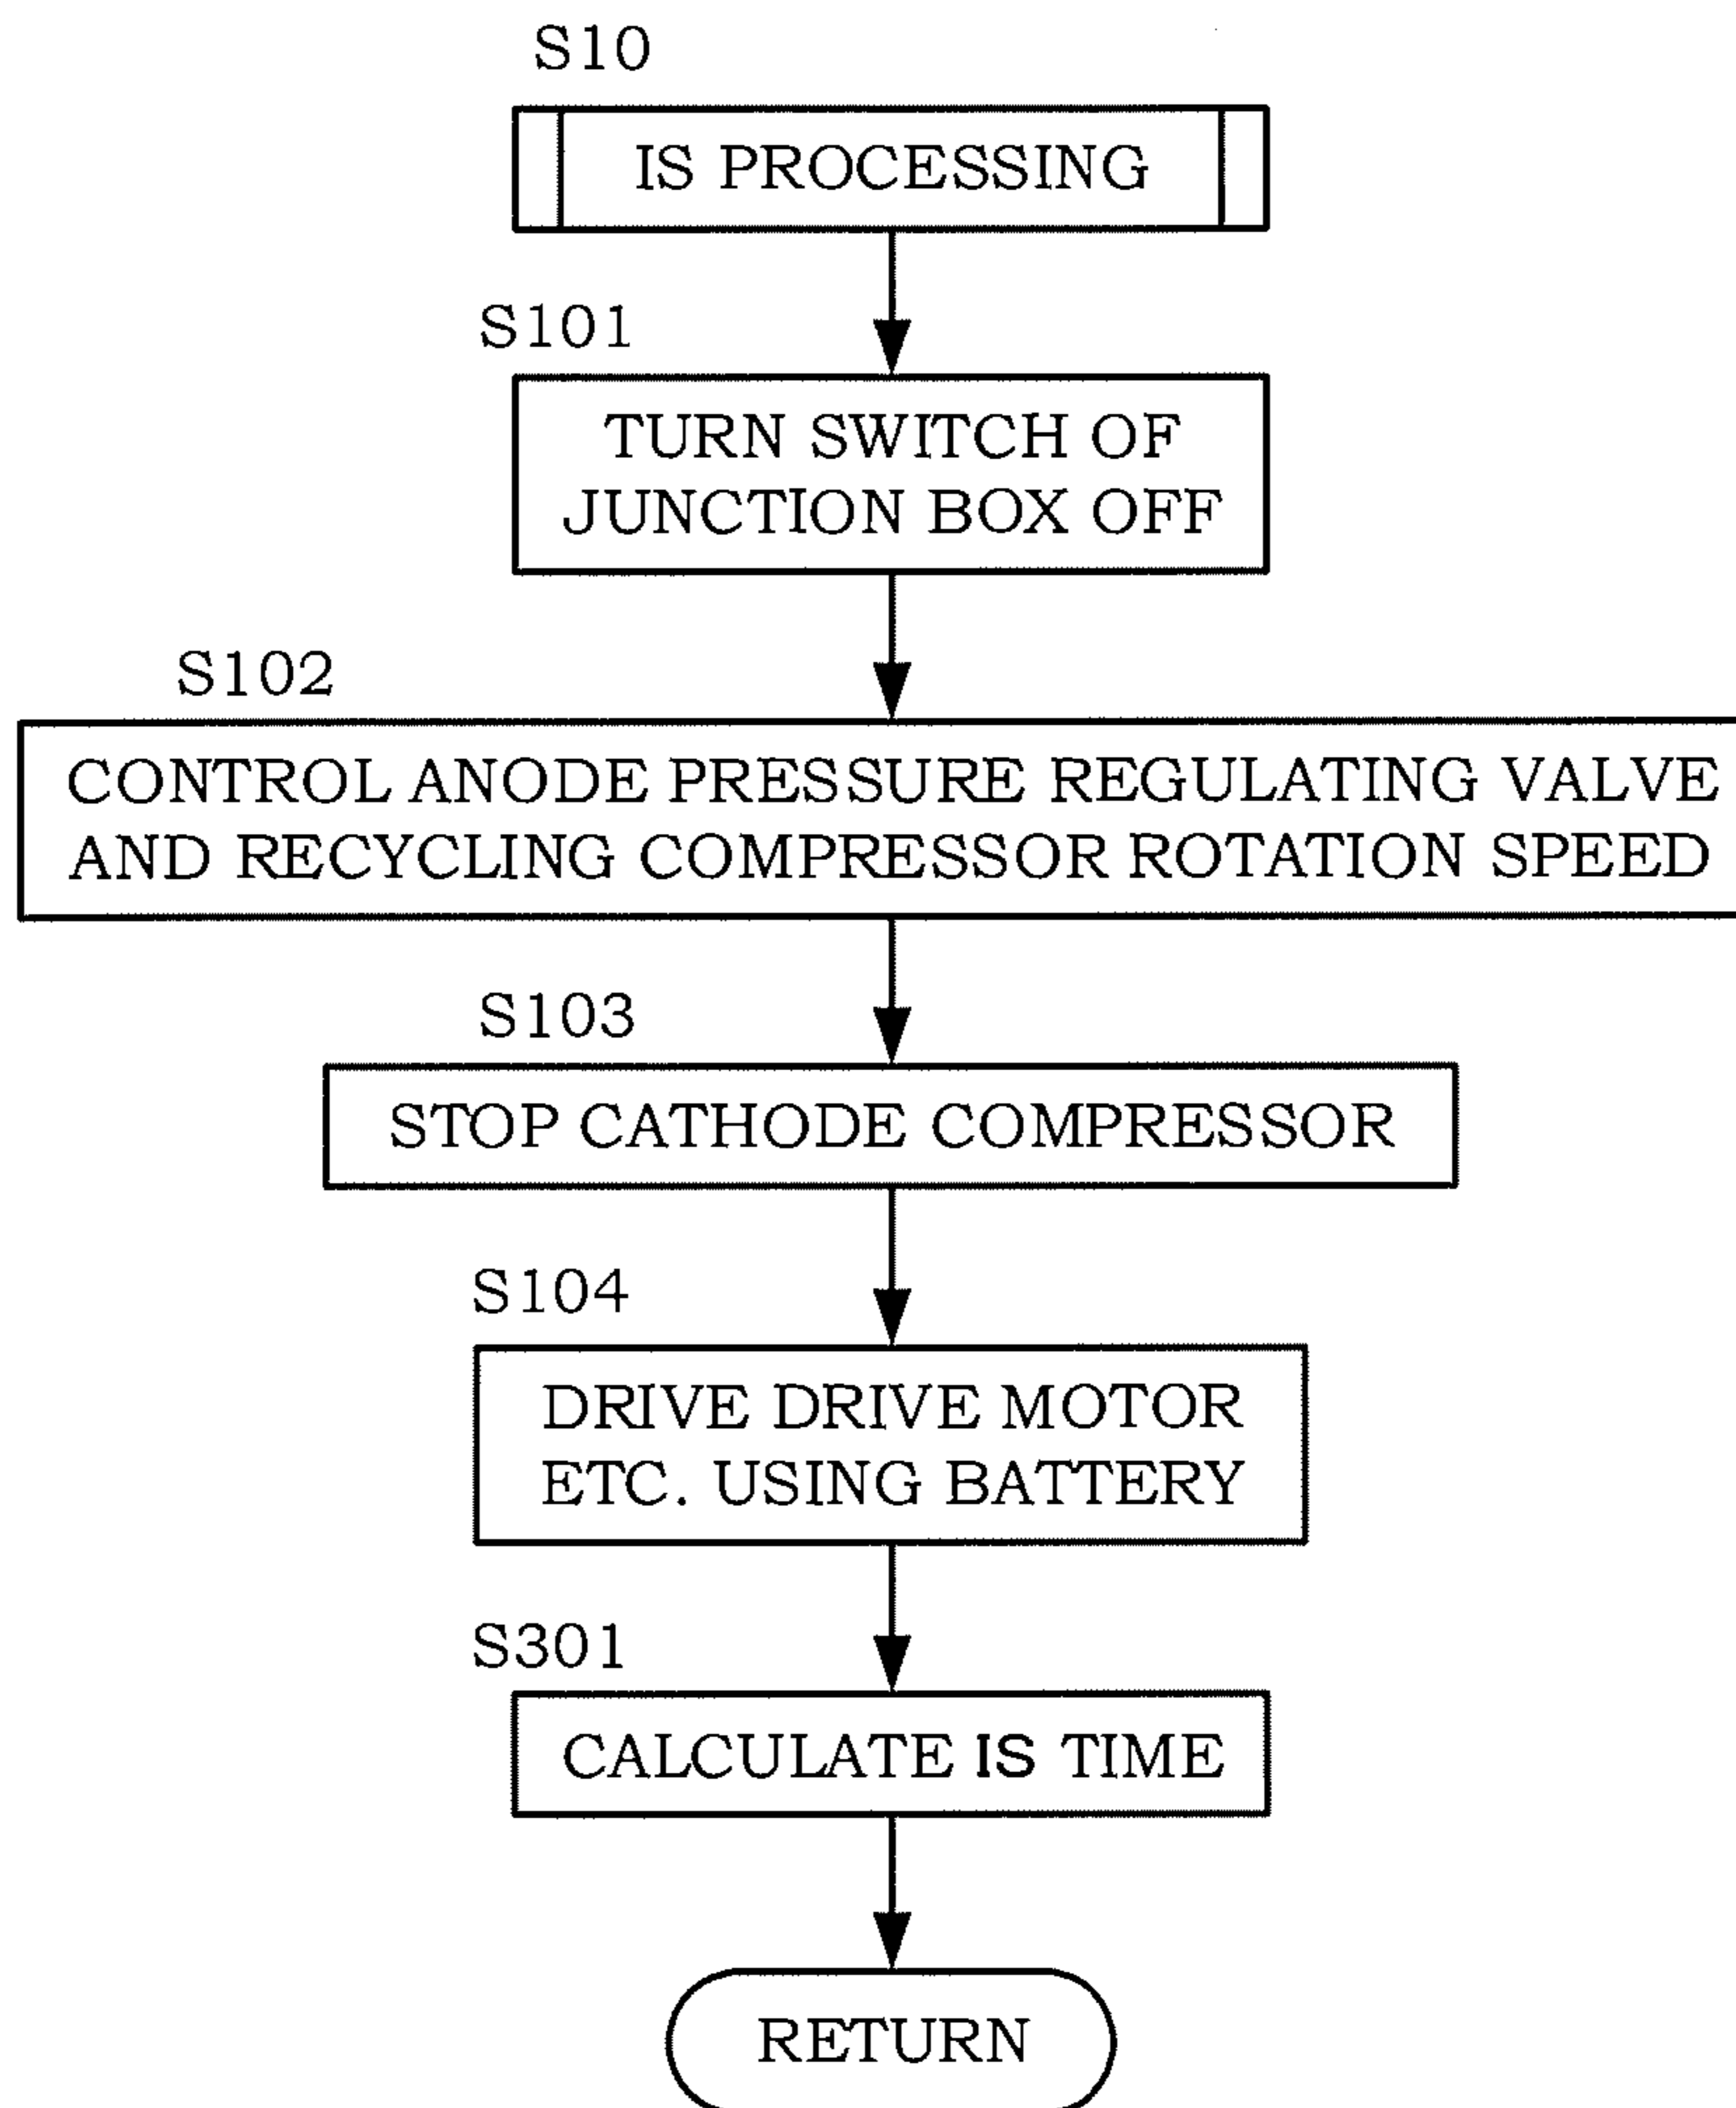 S10
IS PROCESSING
S101
TURN SWITCH OF
JUNCTION BOX OFF
S102
CONTROL ANODE PRESSURE REGULATING VALVE
AND RECYCLING COMPRESSOR ROTATION SPEED
S103
STOP CATHODE COMPRESSOR
S104
DRIVE DRIVE MOTOR
ETC. USING BATTERY
S301
CALCULATE IS TIME
RETURN